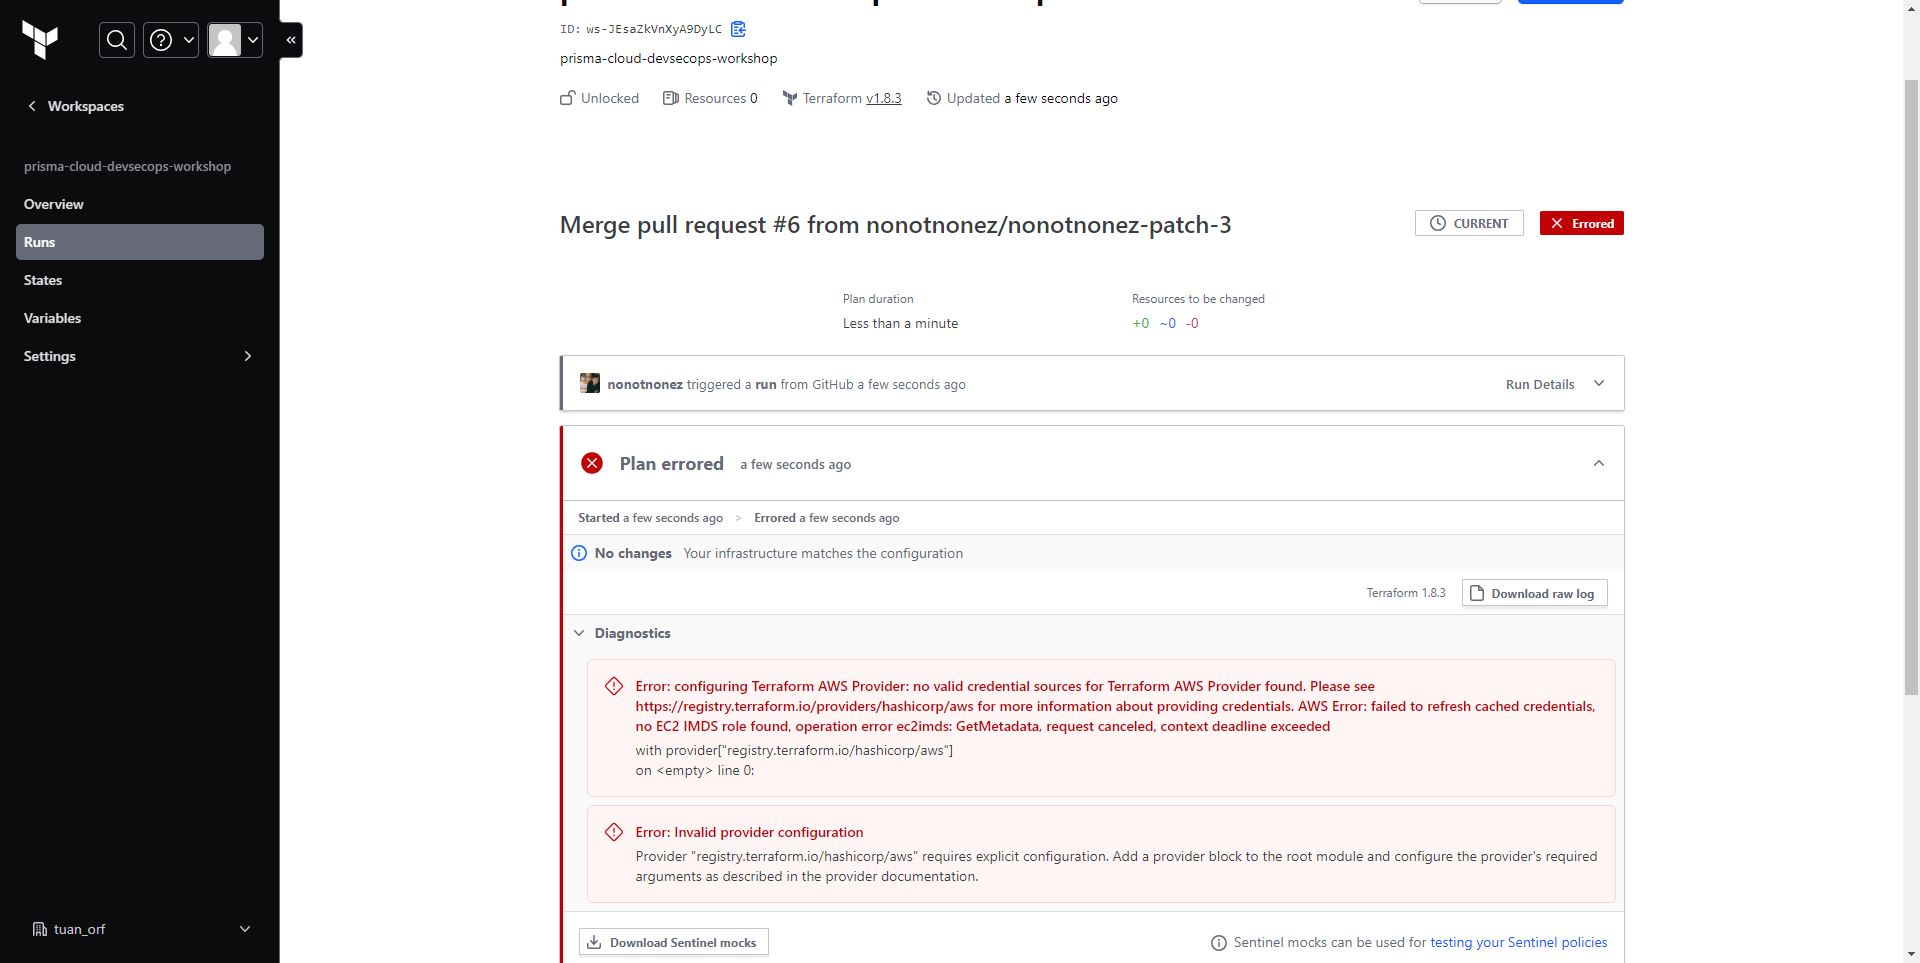 Workspaces
prisma-cloud-devsecops-workshop
Overview
Runs
States
Variables
Settings
tuan_orf
ID: ws-JEsaZkVnXyA9DyLC
prisma-cloud-devsecops-workshop
Unlocked Resources 0 Terraform v1.8.3 Updated a few seconds ago
Merge pull request #6 from nonotnonez/nonotnonez-patch-3
CURRENT
Errored
Plan duration
Less than a minute
Resources to be changed
+0 ~0 -0
nonotnonez triggered a run from GitHub a few seconds ago
Run Details
Plan errored a few seconds ago
Started a few seconds ago > Errored a few seconds ago
No changes Your infrastructure matches the configuration
Terraform 1.8.3
Download raw log
Diagnostics
Error: configuring Terraform AWS Provider: no valid credential sources for Terraform AWS Provider found. Please see
https://registry.terraform.io/providers/hashicorp/aws for more information about providing credentials. AWS Error: failed to refresh cached credentials,
no EC2 IMDS role found, operation error ec2imds: GetMetadata, request canceled, context deadline exceeded
with provider["registry.terraform.io/hashicorp/aws"]
on <empty> line 0:
Error: Invalid provider configuration
Provider "registry.terraform.io/hashicorp/aws" requires explicit configuration. Add a provider block to the root module and configure the provider's required
arguments as described in the provider documentation.
Download Sentinel mocks
Sentinel mocks can be used for testing your Sentinel policies